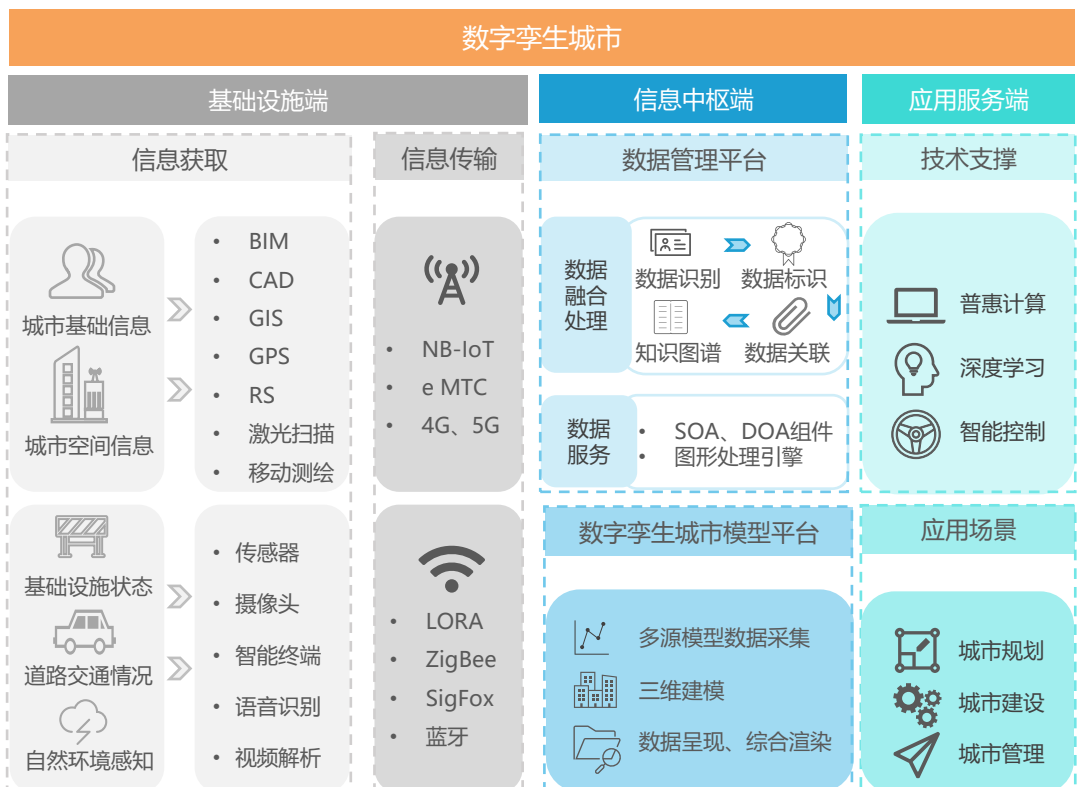 数字孪生城市
基础设施端
信息中枢端
应用服务端
信息获取
城市基础信息
城市空间信息
• BIM
• CAD
• GIS
• GPS
• RS
• 激光扫描
• 移动测绘
基础设施状态
道路交通情况
自然环境感知
• 传感器
• 摄像头
• 智能终端
• 语音识别
• 视频解析
信息传输
• NB-IoT
• e MTC
• 4G、5G
• LORA
• ZigBee
• SigFox
• 蓝牙
数据管理平台
数据
融合
处理
数据识别
数据标识
知识图谱
数据关联
数据
服务
• SOA、DOA组件
• 图形处理引擎
数字孪生城市模型平台
多源模型数据采集
三维建模
数据呈现、综合渲染
技术支撑
普惠计算
深度学习
智能控制
应用场景
城市规划
城市建设
城市管理